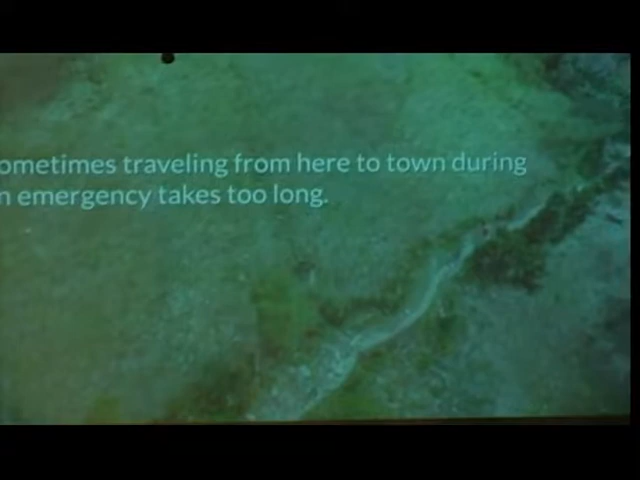 ometimes traveling from here to town during
n emergency takes too long.